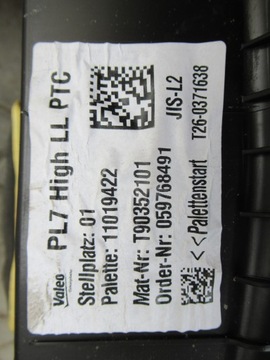 PL7 High LL PTC
Valeo
Stellplatz: 01
Palette: 11019422
Mat-Nr: T90352101
Order-Nr: 059768491
JIS-L2
<<Palettenstart
T26-0371638